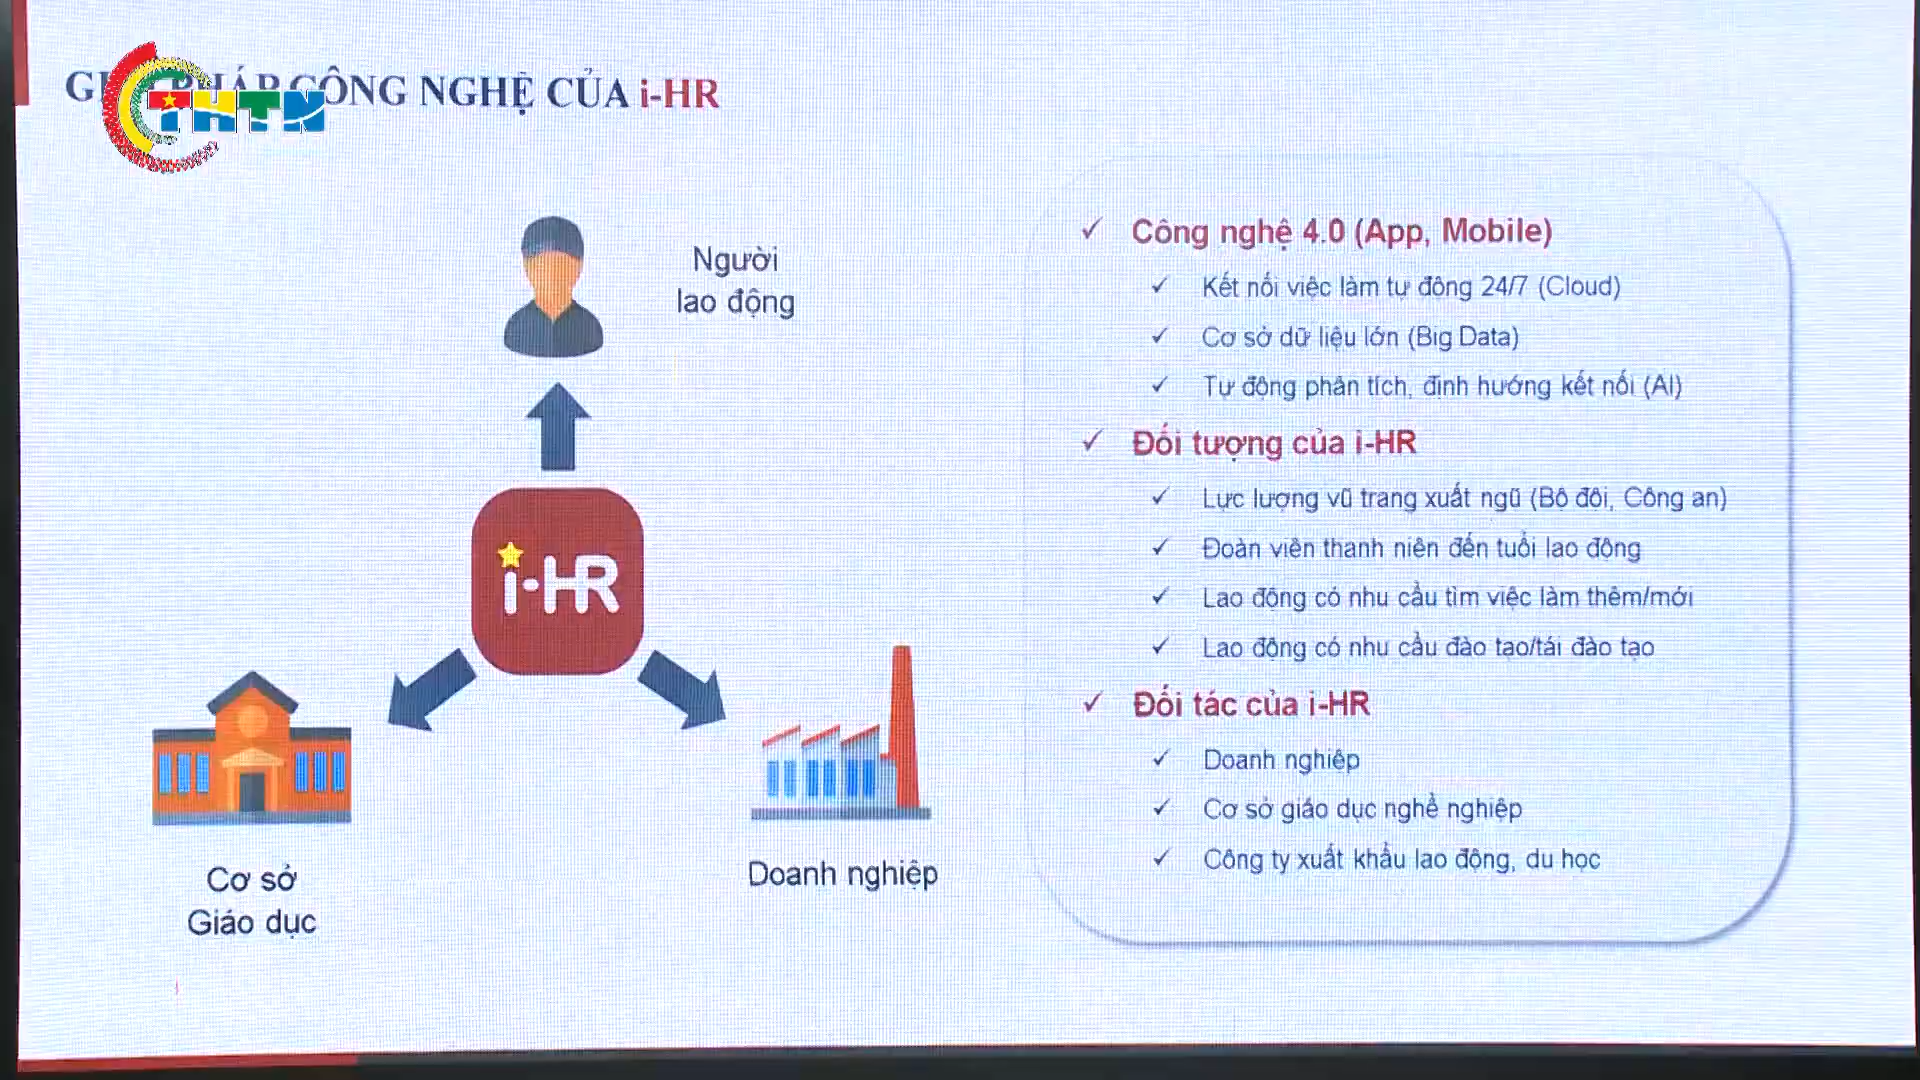 CÔNG NGHỆ CỦA i-HR
THTN
Người
lao động
i-HR
Cơ sở
Giáo dục
Doanh nghiệp
Công nghệ 4.0 (App, Mobile)
Kết nối việc làm tự đông 24/7 (Cloud)
Cơ sở dữ liệu lớn (Big Data)
Tự động phân tích, định hướng kết nối (AI)
Đối tượng của i-HR
Lực lượng vũ trang xuất ngũ (Bộ đôi, Công an)
Đoàn viên thanh niên đến tuổi lao động
Lao động có nhu cầu tìm việc làm thêm/mới
Lao động có nhu cầu đào tạo/tái đào tạo
Đối tác của i-HR
Doanh nghiệp
Cơ sở giáo dục nghề nghiệp
Công ty xuất khẩu lao động, du học